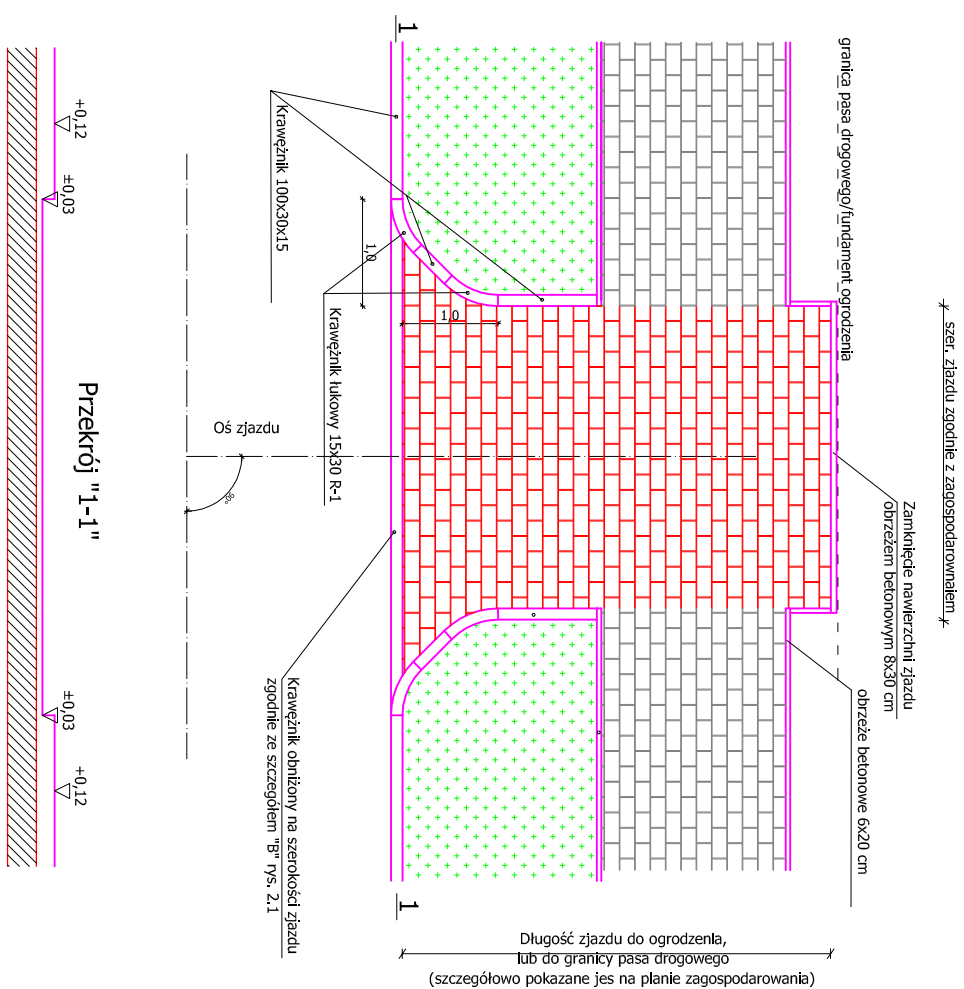 szer. zjazdu zgodnie z zagospodarownaiem
Zamknięcie nawierzchni zjazdu
obrzeżem betonowym 8x30 cm
obrzeże betonowe 6x20 cm
granica pasa drogowego/fundament ogrodzenia
1
1
1,0
1,0
Krawężnik 100x30x15
Krawężnik łukowy 15x30 R-1
Krawężnik obniżony na szerokości zjazdu
zgodnie ze szczegółem "B" rys. 2.1
Oś zjazdu
90°
Przekrój "1-1"
+0,12
±0,03
±0,03
+0,12
Długość zjazdu do ogrodzenia,
lub do granicy pasa drogowego
(szczegółowo pokazane jes na planie zagospodarowania)